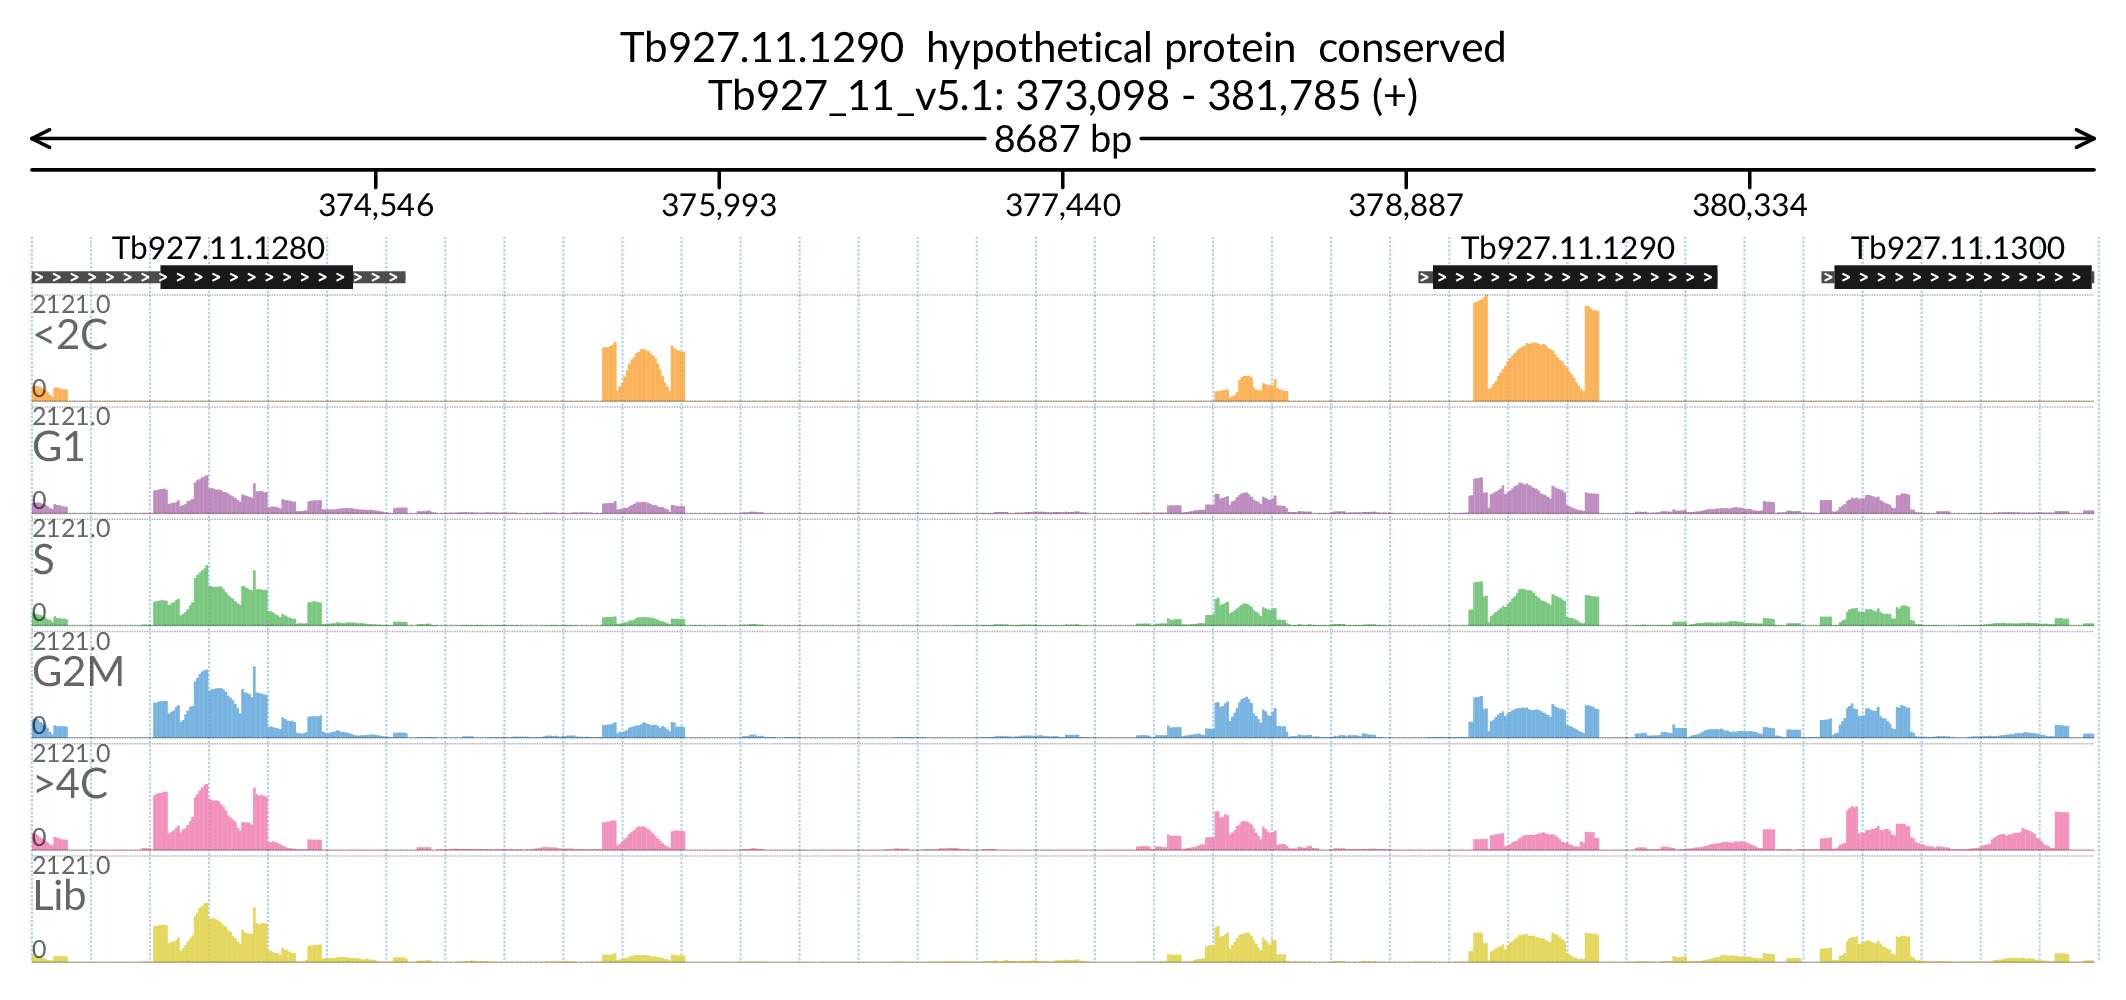 Tb927.11.1290  hypothetical protein  conserved
Tb927_11_v5.1: 373,098 - 381,785 (+)
8687 bp
374,546 375,993 377,440 378,887 380,334
Tb927.11.1280 Tb927.11.1290 Tb927.11.1300
2121.0
<2C
0
2121.0
G1
0
2121.0
S
0
2121.0
G2M
0
2121.0
>4C
0
2121.0
Lib
0